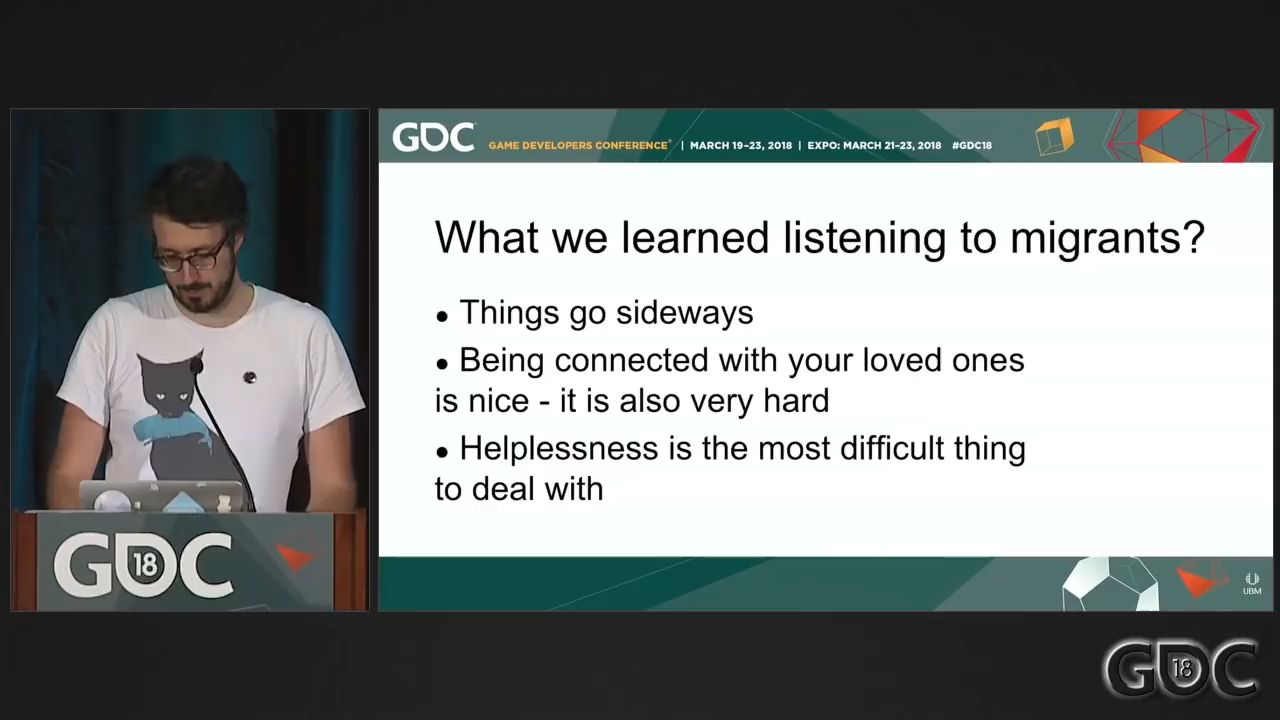 GDC
GAME DEVELOPERS CONFERENCE® | MARCH 19–23, 2018 | EXPO: MARCH 21–23, 2018 #GDC18
What we learned listening to migrants?
● Things go sideways
● Being connected with your loved ones
is nice - it is also very hard
● Helplessness is the most difficult thing
to deal with
GDC 18
UBM
GDC 18